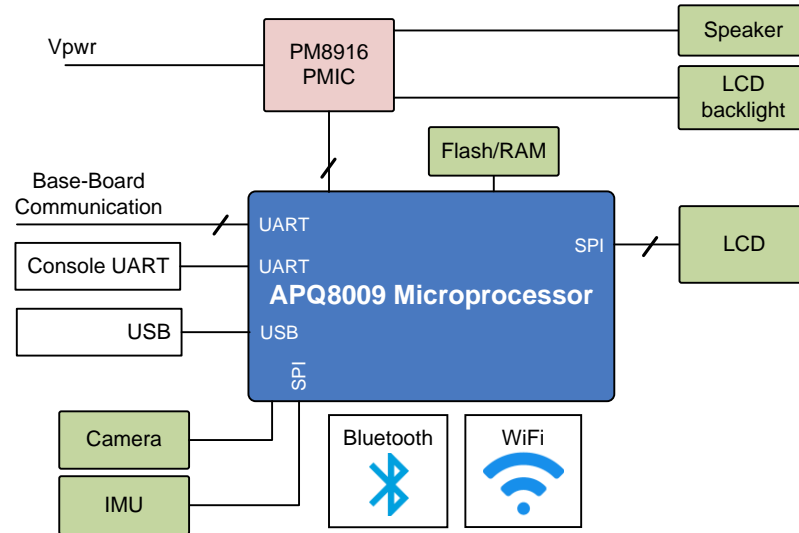 Vpwr
PM8916
PMIC
Speaker
LCD
backlight
Flash/RAM
Base-Board
Communication
UART
SPI
LCD
Console UART
UART
APQ8009 Microprocessor
USB
USB
SPI
Camera
Bluetooth
WiFi
IMU